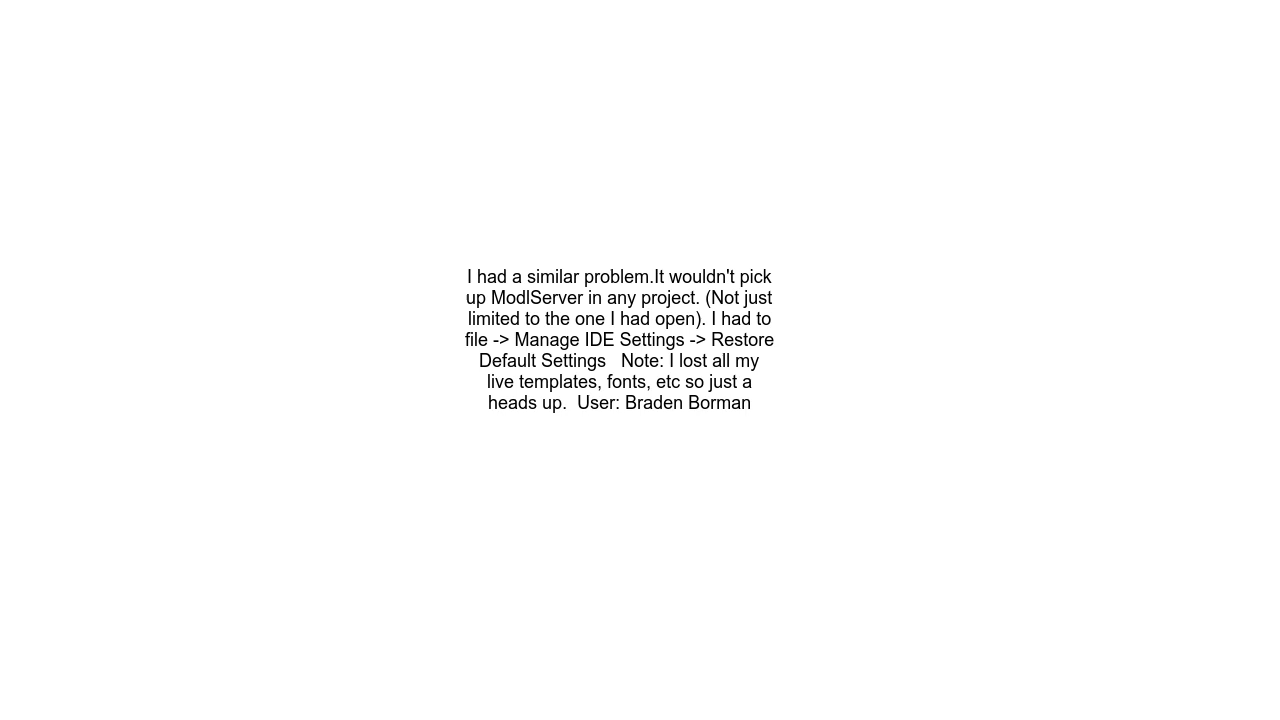 I had a similar problem.It wouldn't pick
up ModlServer in any project. (Not just
limited to the one I had open). I had to
file -> Manage IDE Settings -> Restore
Default Settings   Note: I lost all my
live templates, fonts, etc so just a
heads up.  User: Braden Borman